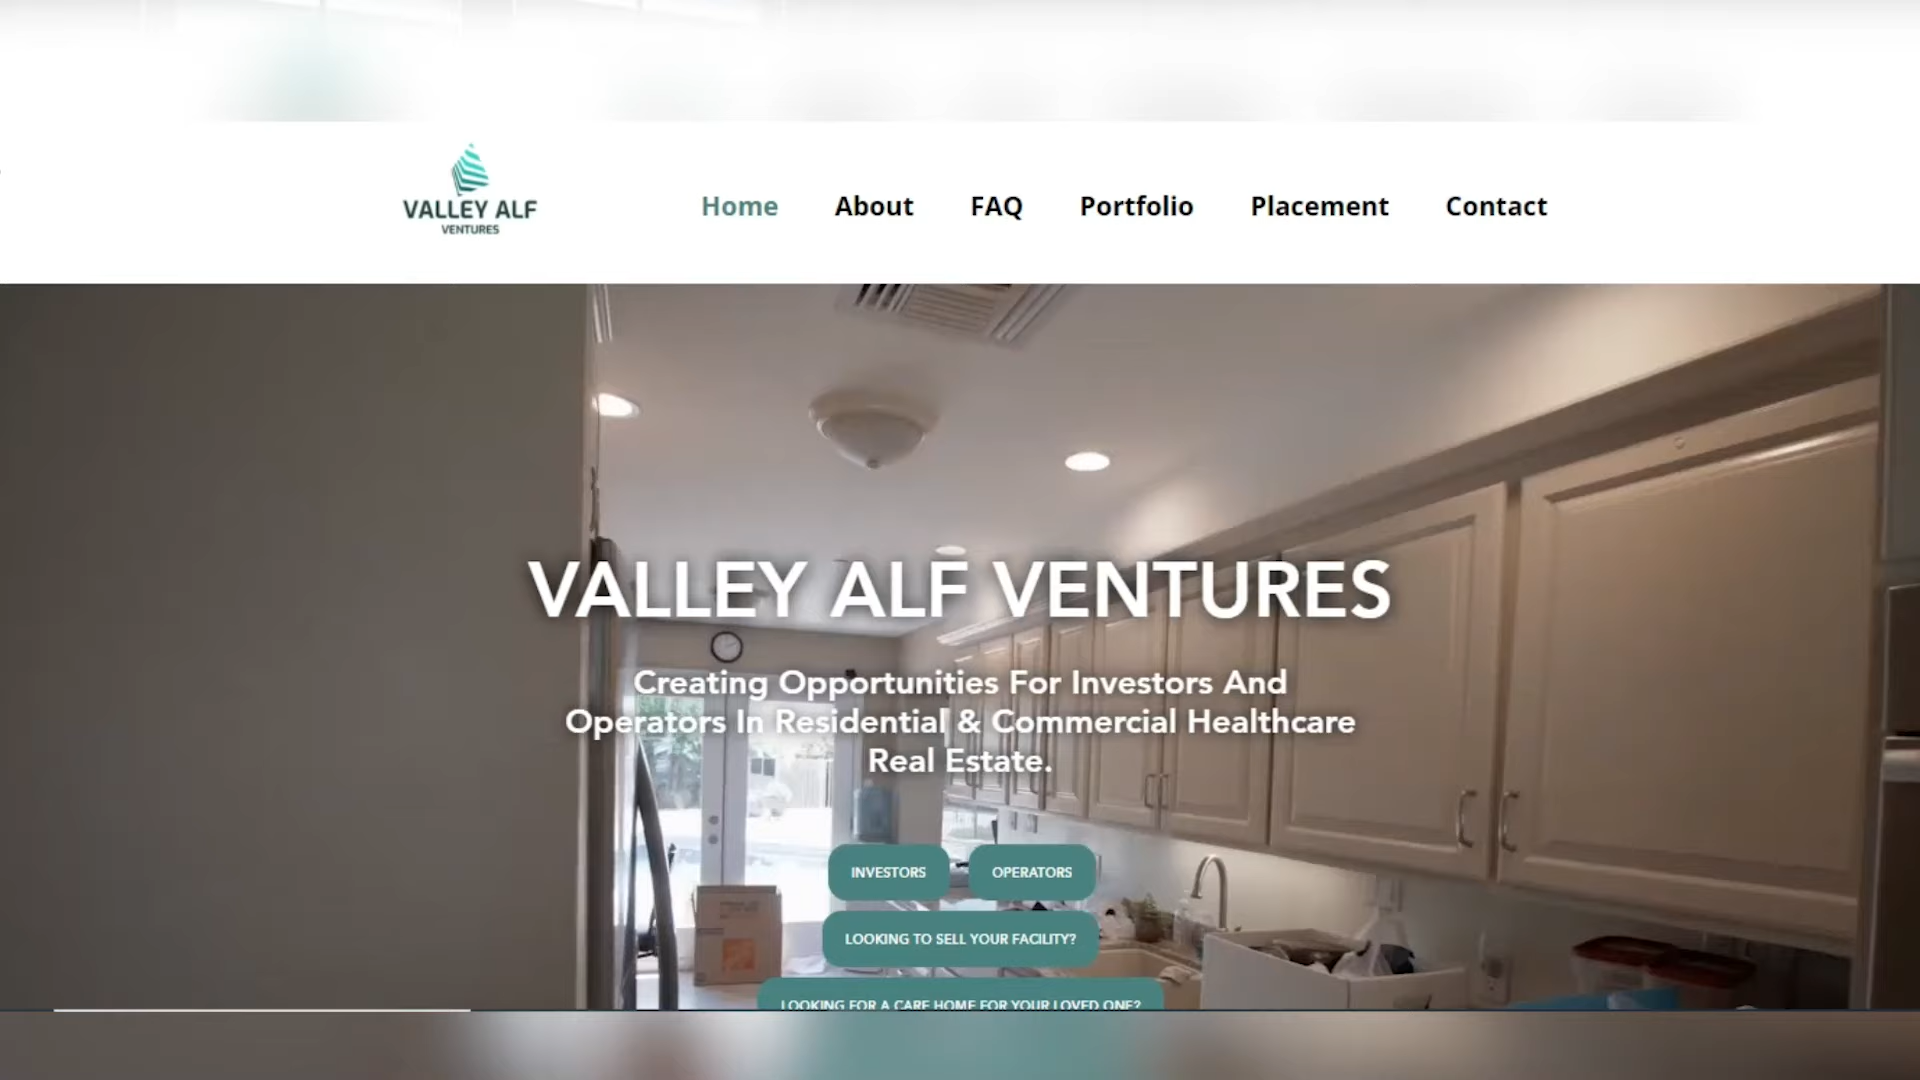 VALLEY ALF
VENTURES
Home About FAQ Portfolio Placement Contact
VALLEY ALF VENTURES
Creating Opportunities For Investors And
Operators In Residential & Commercial Healthcare
Real Estate.
INVESTORS OPERATORS
LOOKING TO SELL YOUR FACILITY?
LOOKING FOR A CARE HOME FOR YOUR LOVED ONE?